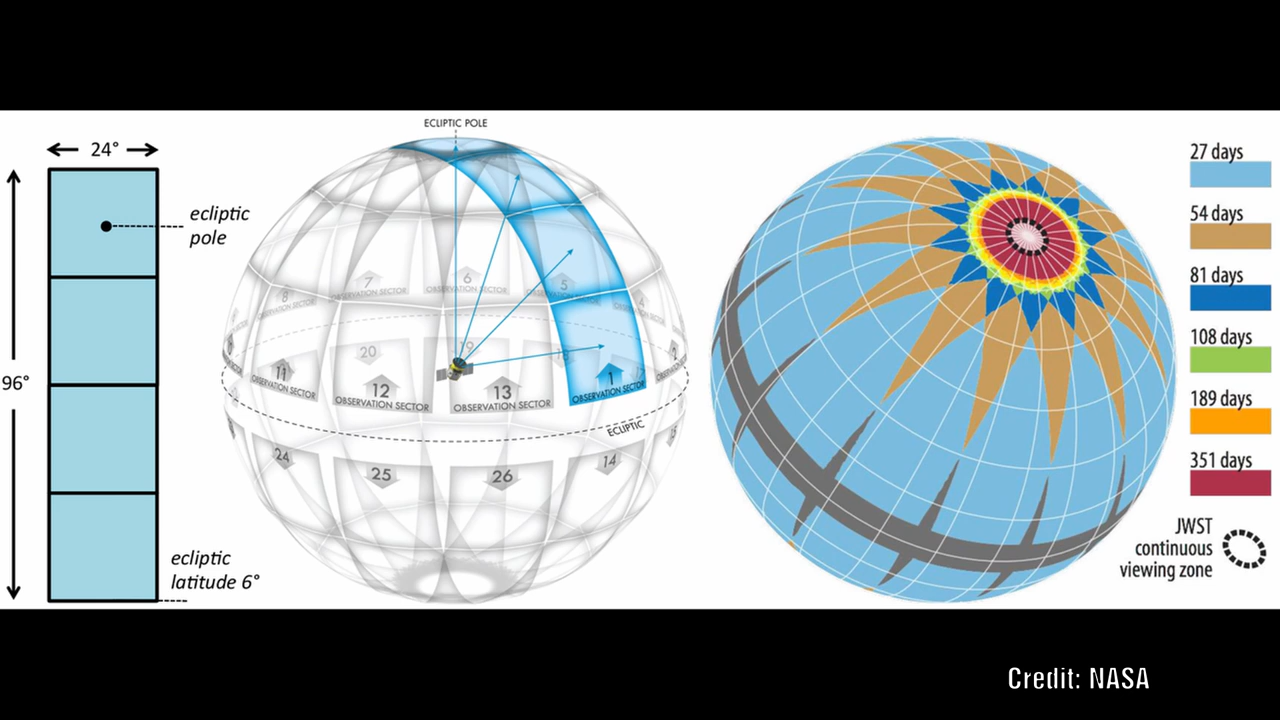 24°
96°
ecliptic
pole
ecliptic
latitude 6°
ECLIPTIC POLE
7
OBSERVATION SECTOR
6
OBSERVATION SECTOR
5
OBSERVATION SECTOR
8
OBSERVATION SECTOR
4
20
19
18
11
OBSERVATION SECTOR
12
OBSERVATION SECTOR
13
OBSERVATION SECTOR
1
OBSERVATION SECTOR
2
ECLIPTIC
24
25
26
14
15
27 days
54 days
81 days
108 days
189 days
351 days
JWST
continuous
viewing zone
Credit: NASA